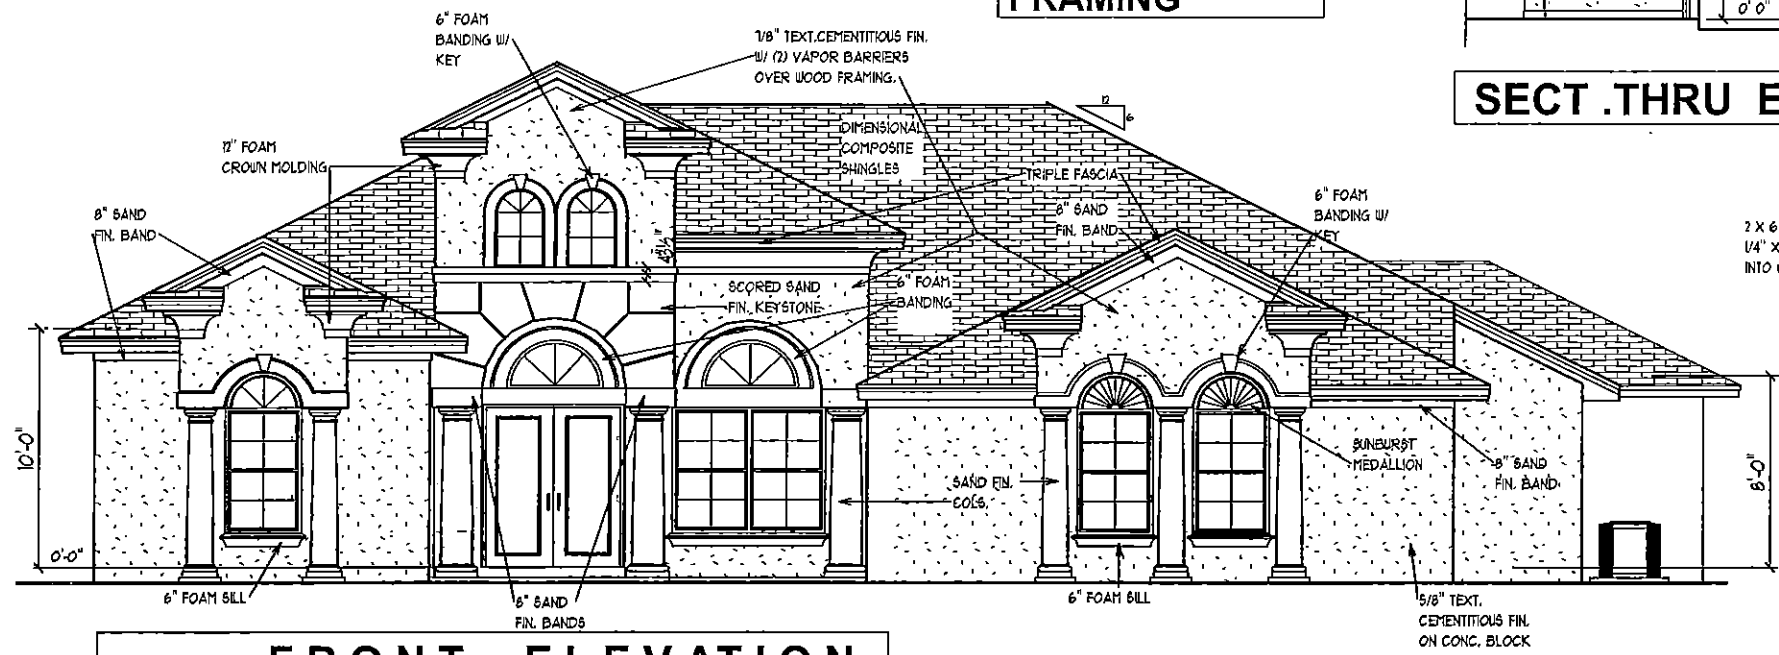 FRAMING
0'0"
SECT .THRU E
6" FOAM
BANDING W/
KEY
7/8" TEXT.CEMENTITIOUS FIN.
W/ (2) VAPOR BARRIERS
OVER WOOD FRAMING.
12
6
12" FOAM
CROWN MOLDING
DIMENSIONAL
COMPOSITE
SHINGLES
TRIPLE FASCIA
8" SAND
FIN. BAND
8" SAND
FIN. BAND
6" FOAM
BANDING W/
KEY
2 X 6
1/4" X
INTO
SCORED SAND
FIN. KEYSTONE
6" FOAM
BANDING
10'-0"
0'-0"
SUNBURST
MEDALLION
8" SAND
FIN. BAND
8'-0"
SAND FIN.
COLS.
6" FOAM SILL
8" SAND
FIN. BANDS
6" FOAM SILL
5/8" TEXT.
CEMENTITIOUS FIN.
ON CONC. BLOCK
FRONT ELEVATION